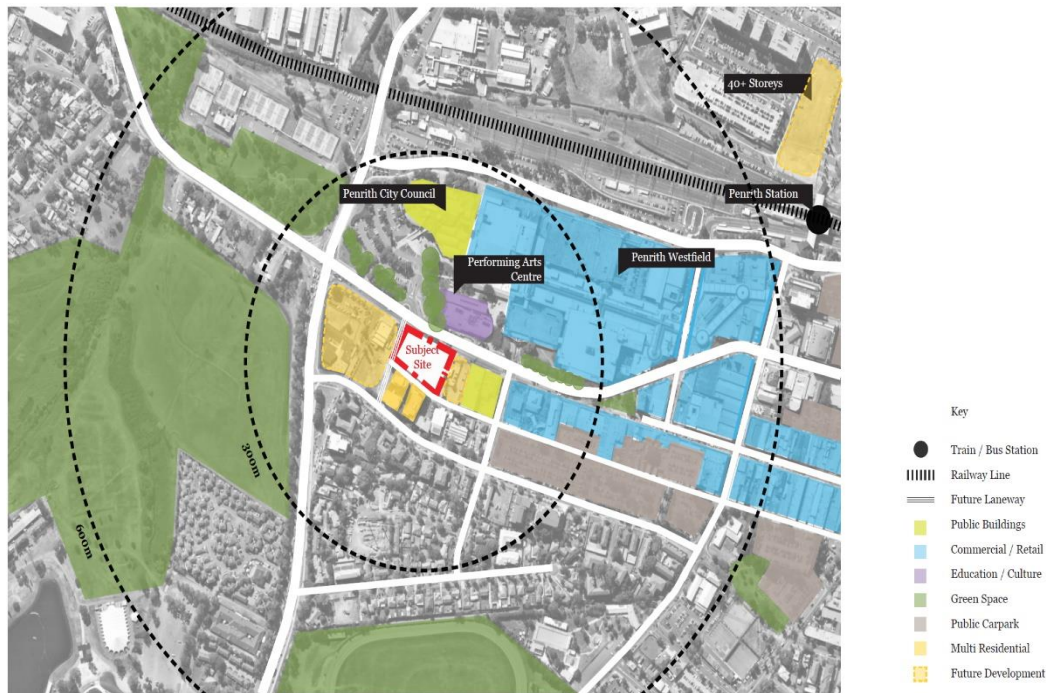 40+ Storeys
Penrith City Council
Penrith Station
Performing Arts
Centre
Penrith Westfield
Subject
Site
300m
600m
Key
Train / Bus Station
Railway Line
Future Laneway
Public Buildings
Commercial / Retail
Education / Culture
Green Space
Public Carpark
Multi Residential
Future Development